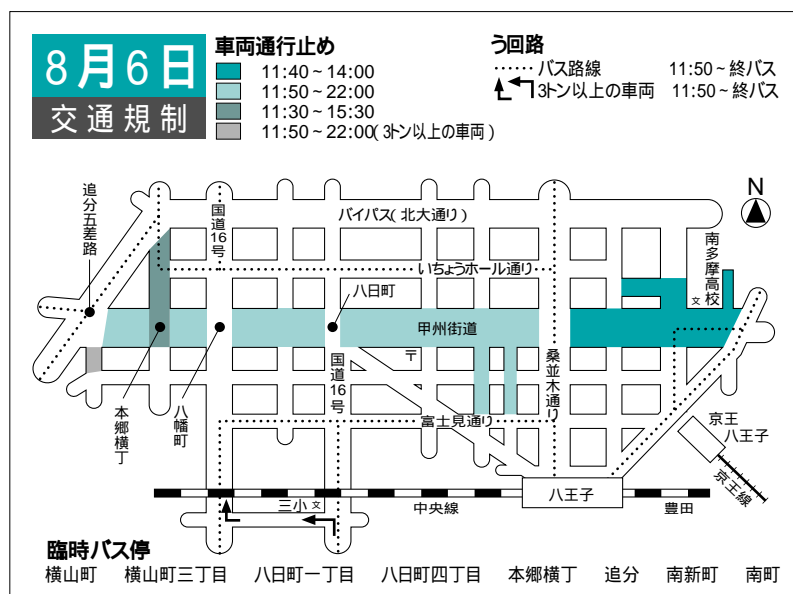 8月6日
交通規制
車両通行止め
11:40~14:00
11:50~22:00
11:30~15:30
11:50~22:00(3トン以上の車両)
う回路
バス路線 11:50~終バス
3トン以上の車両 11:50~終バス
N
追分五差路
国道16号
バイパス(北大通り)
南多摩高校
文
いちょうホール通り
八日町
甲州街道
〒
桑並木通り
国道16号
本郷横丁
八幡町
富士見通り
京王
八王子
京王線
八王子
三小 文
中央線
豊田
臨時バス停
横山町 横山町三丁目 八日町一丁目 八日町四丁目 本郷横丁 追分 南新町 南町